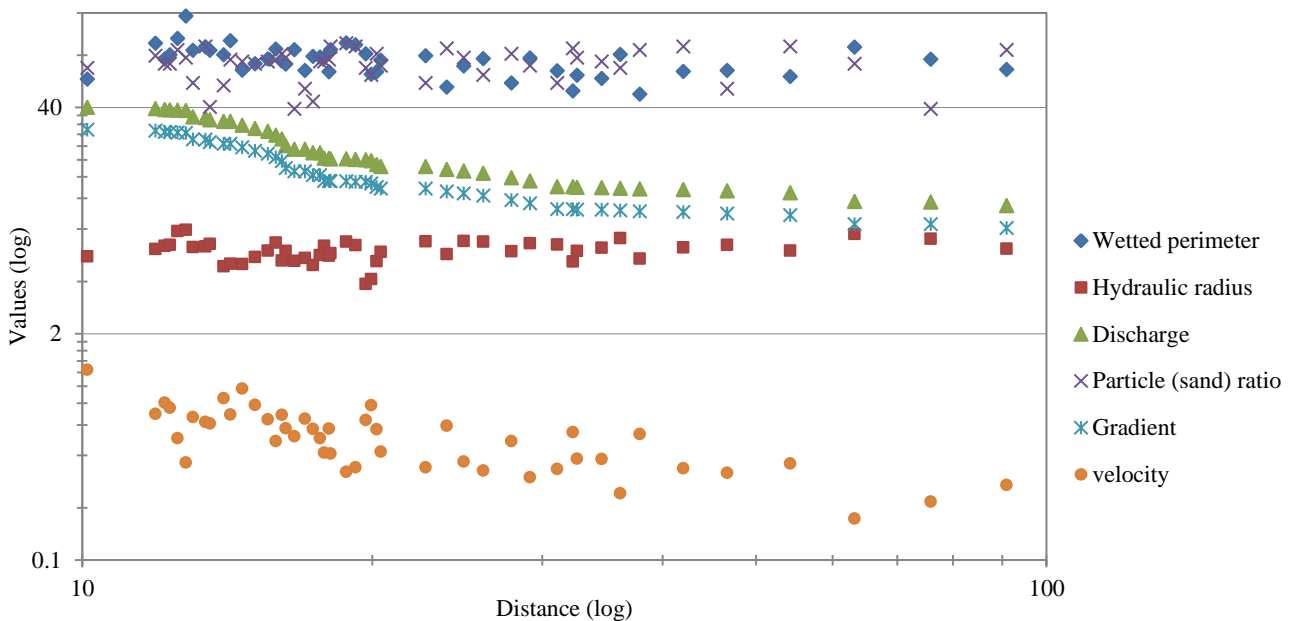 40
2
0.1
10
100
Values (log)
Distance (log)
Wetted perimeter
Hydraulic radius
Discharge
Particle (sand) ratio
Gradient
velocity